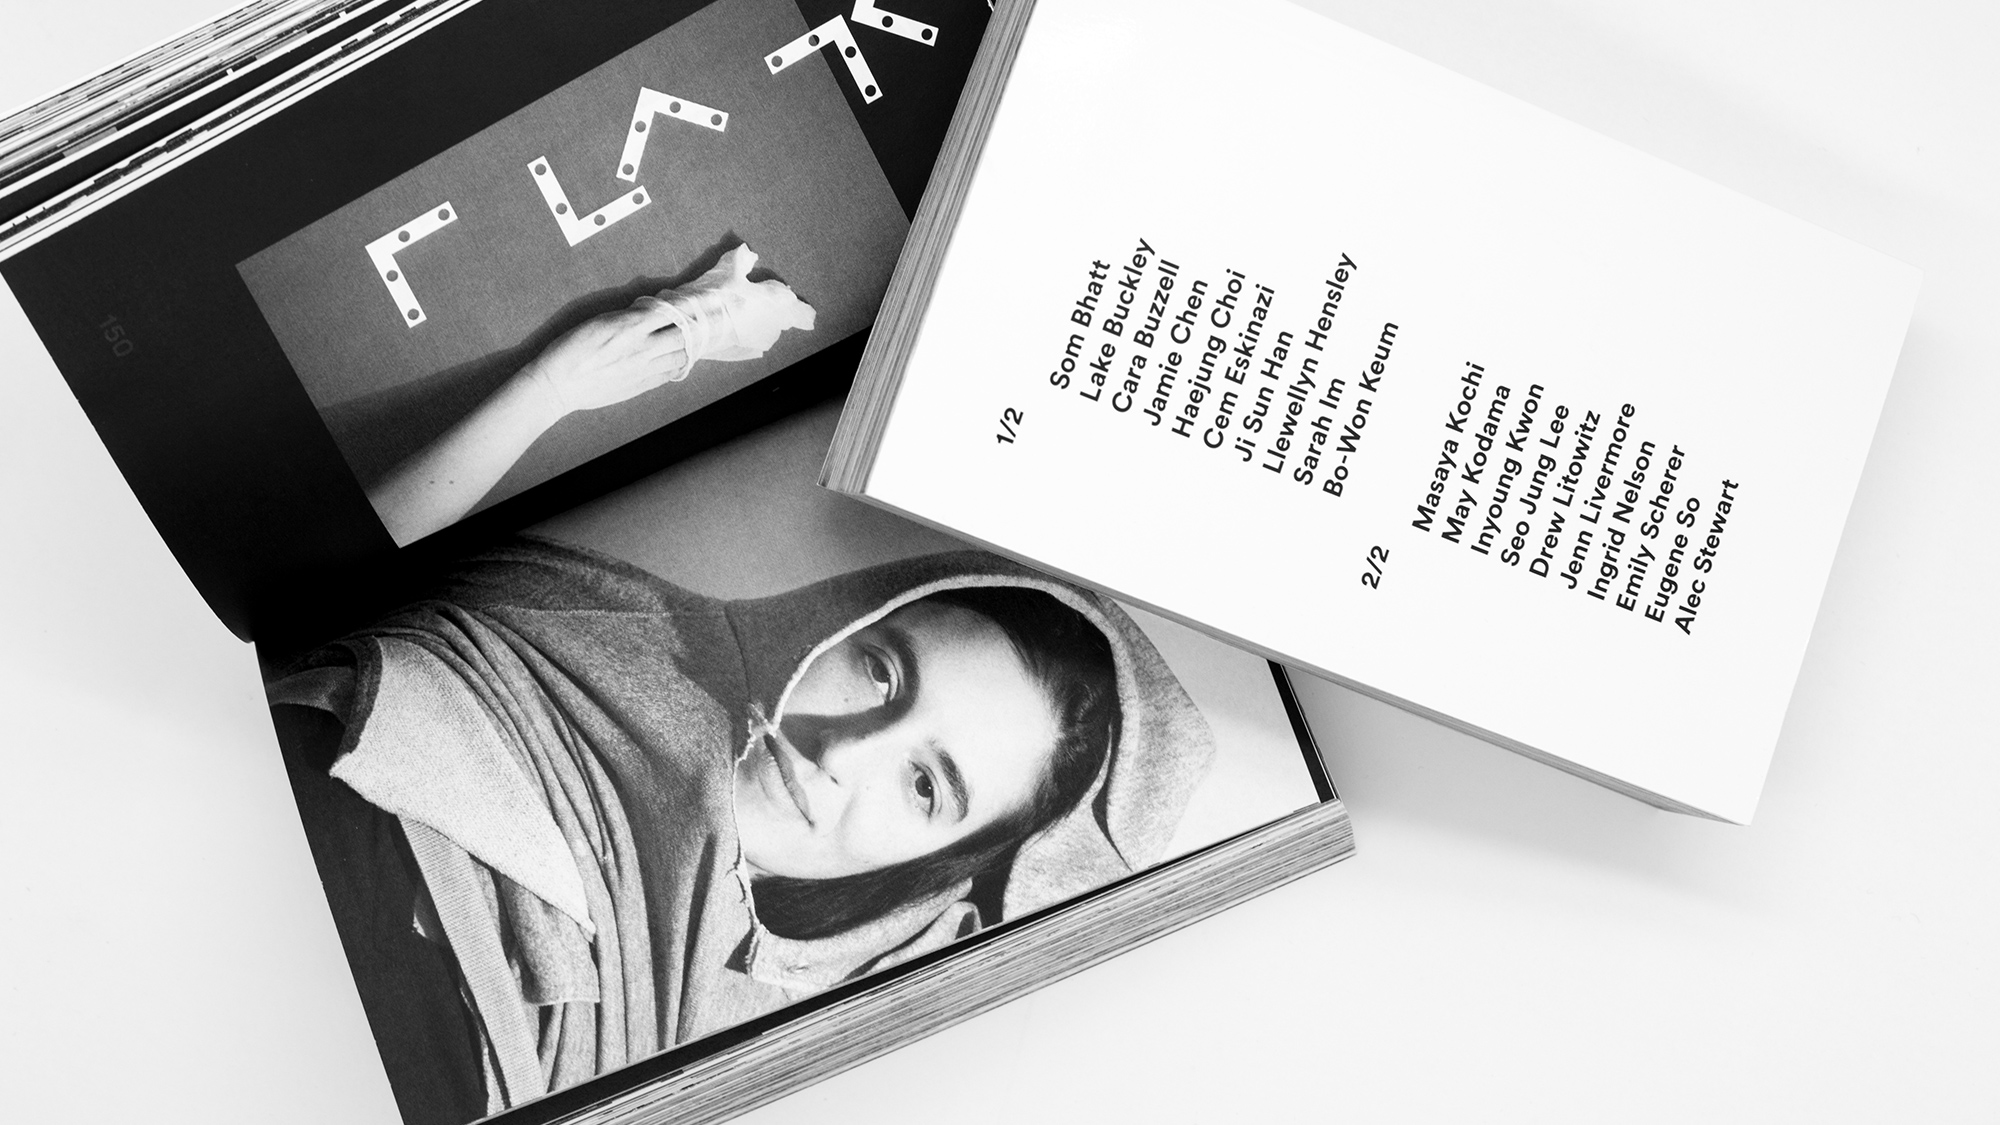 150
1/2
Som Bhatt
Lake Buckley
Cara Buzzell
Jamie Chen
Haejung Choi
Cem Eskinazi
Ji Sun Han
Llewellyn Hensley
Sarah Im
Bo-Won Keum
2/2
Masaya Kochi
May Kodama
Inyoung Kwon
Seo Jung Lee
Drew Litowitz
Jenn Livermore
Ingrid Nelson
Emily Scherer
Eugene So
Alec Stewart